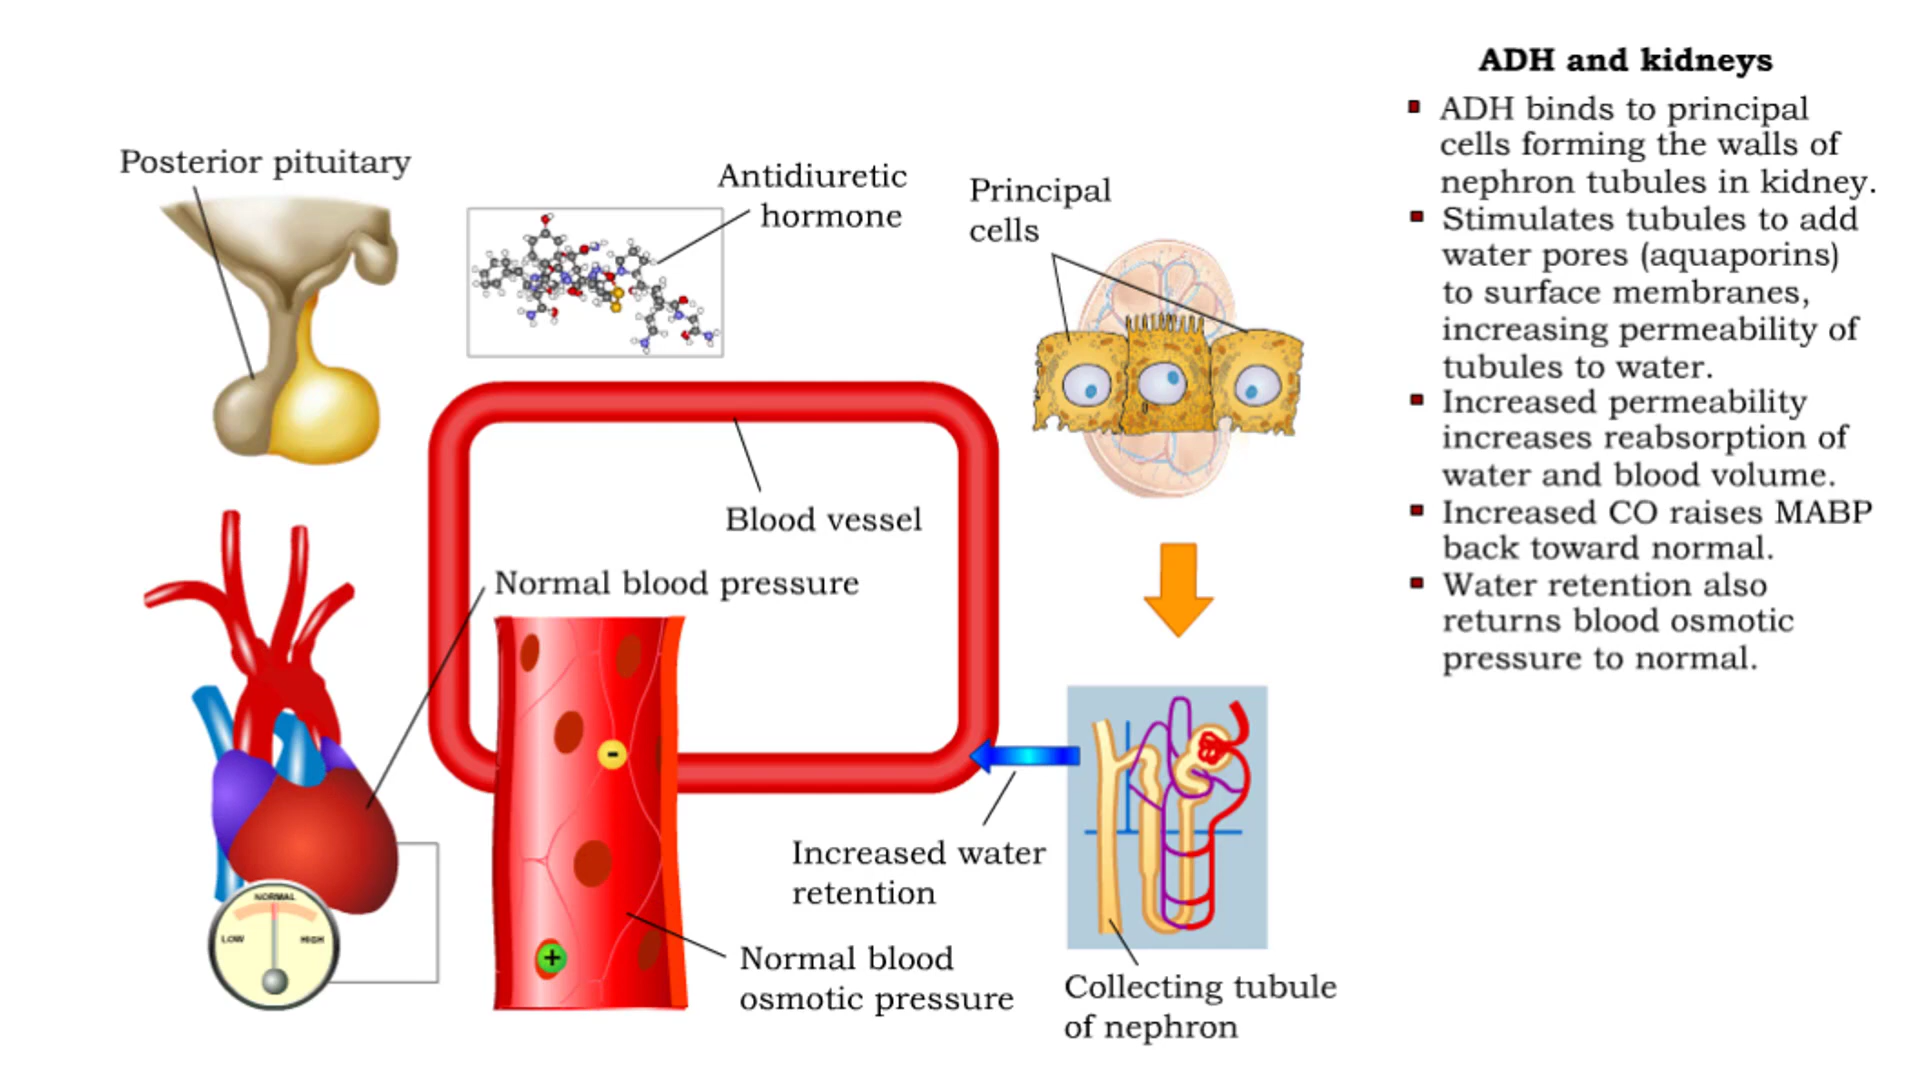 ADH and kidneys
ADH binds to principal
cells forming the walls of
nephron tubules in kidney.
Stimulates tubules to add
water pores (aquaporins)
to surface membranes,
increasing permeability of
tubules to water.
Increased permeability
increases reabsorption of
water and blood volume.
Increased CO raises MABP
back toward normal.
Water retention also
returns blood osmotic
pressure to normal.
Posterior pituitary
Antidiuretic
hormone
Principal
cells
Blood vessel
Normal blood pressure
-
+
NORMAL
LOW
HIGH
Increased water
retention
Normal blood
osmotic pressure
Collecting tubule
of nephron